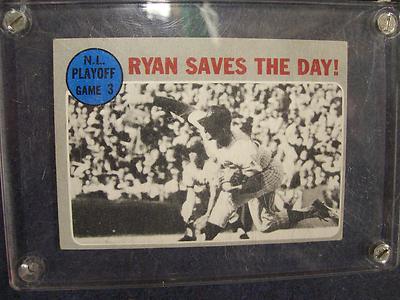 N.L.
PLAYOFF
GAME 3
RYAN SAVES THE DAY!